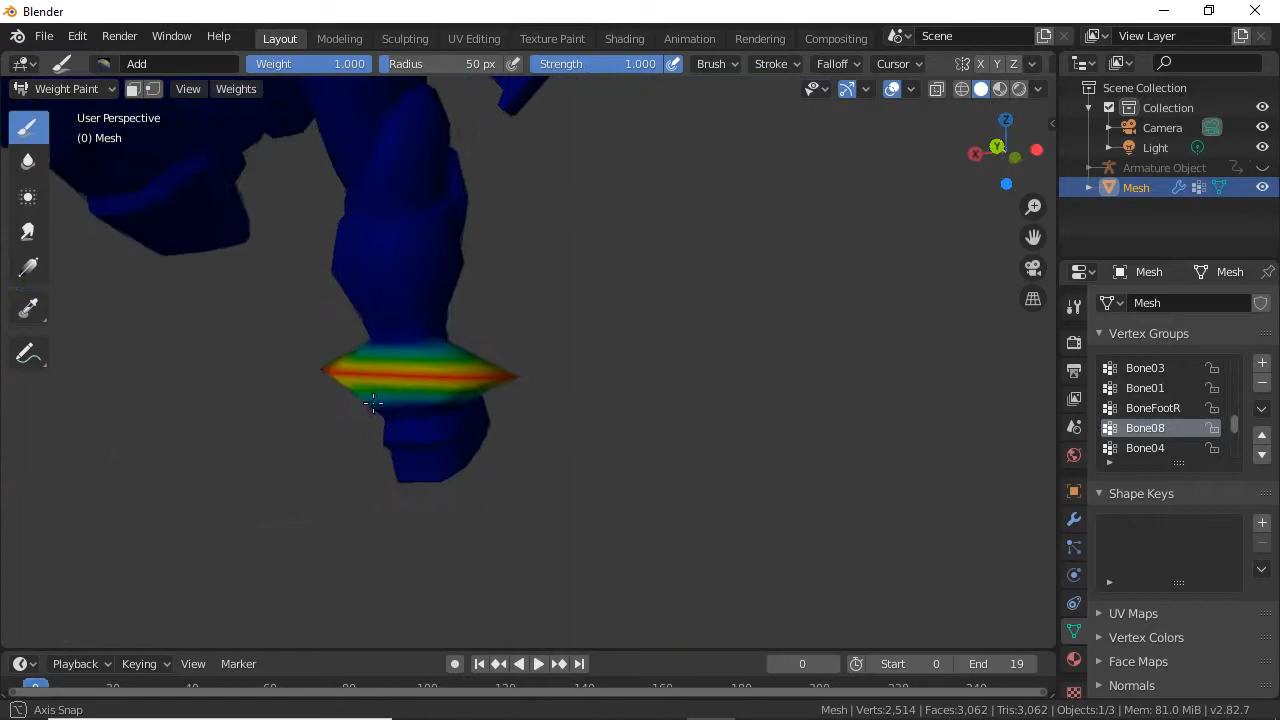 Blender
File Edit Render Window Help Layout Modeling Sculpting UV Editing Texture Paint Shading Animation Rendering Compositing Scene View Layer
Add Weight 1.000 Radius 50 px Strength 1.000 Brush Stroke Falloff Cursor X Y Z
Weight Paint View Weights
User Perspective
(0) Mesh
Z
Y
X
Scene Collection
Collection
Camera
Light
Armature Object
Mesh
Mesh Mesh
Mesh
Vertex Groups
Bone03
Bone01
BoneFootR
Bone08
Bone04
Shape Keys
UV Maps
Vertex Colors
Face Maps
Normals
Playback Keying View Marker 0 Start 0 End 19
0
Axis Snap Mesh | Verts:2,514 | Faces:3,062 | Tris:3,062 | Objects:1/3 | Mem: 81.0 MiB | v2.82.7